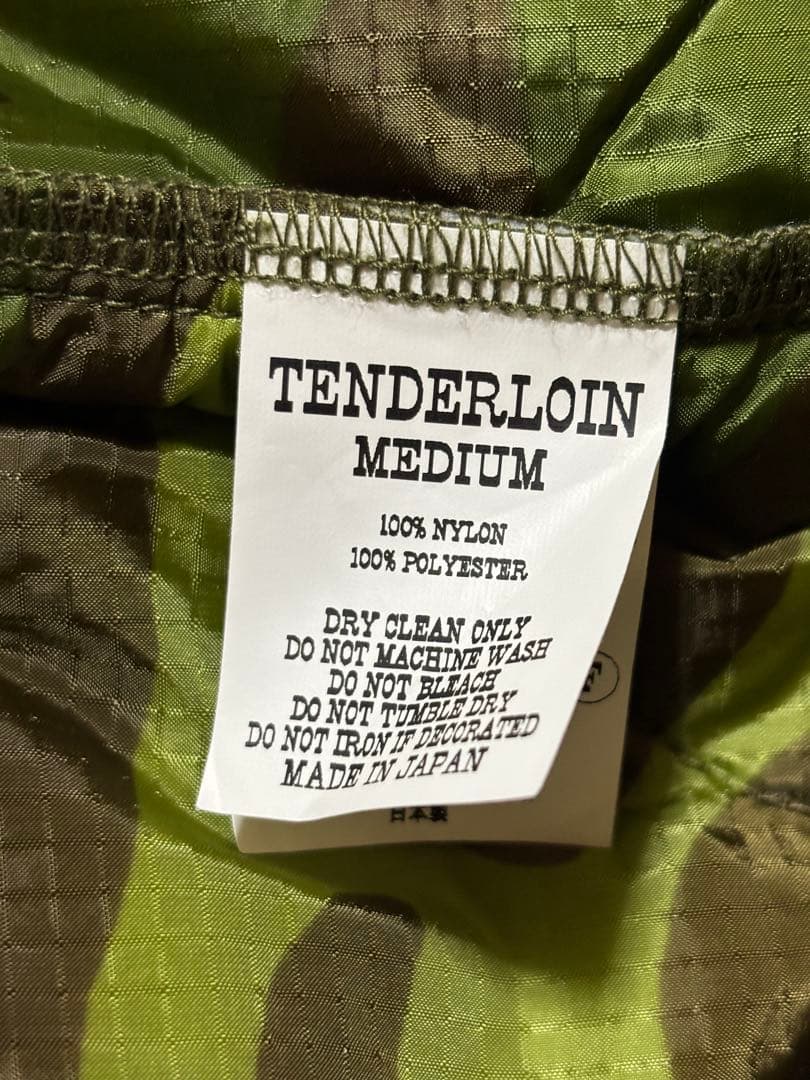 TENDERLOIN
MEDIUM
100% NYLON
100% POLYESTER
DRY CLEAN ONLY
DO NOT MACHINE WASH
DO NOT BLEACH
DO NOT TUMBLE DRY
DO NOT IRON IF DECORATED
MADE IN JAPAN
F
日本製